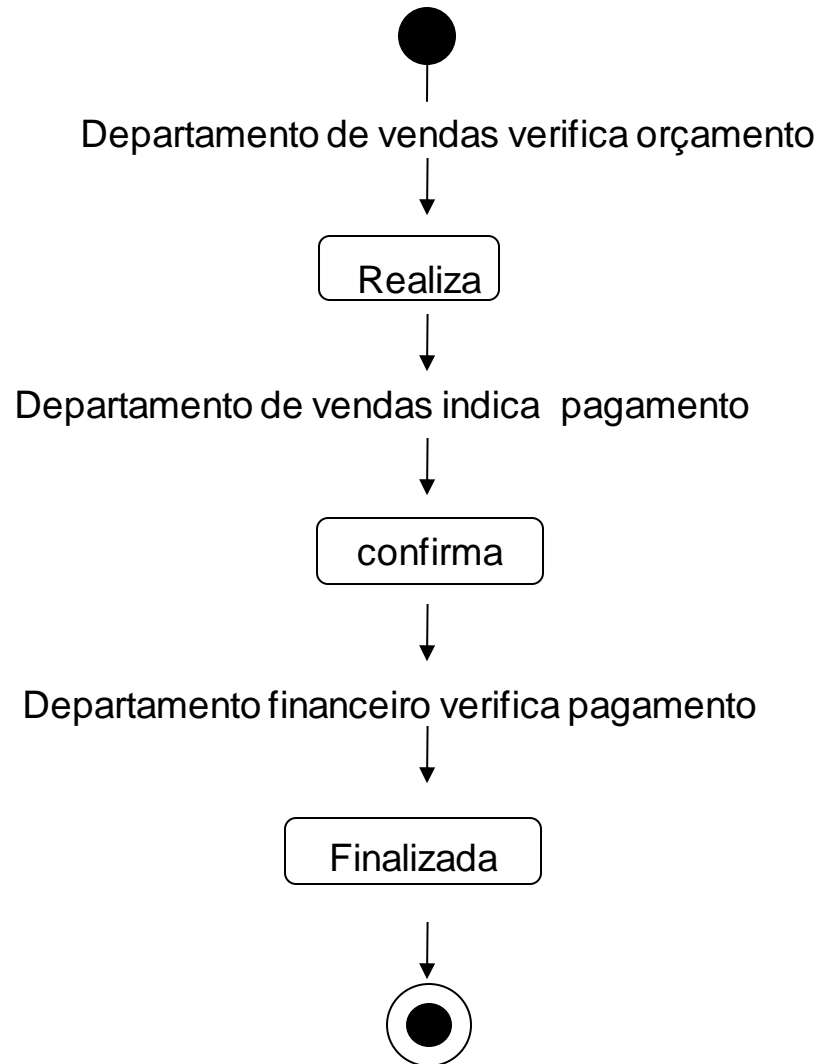 Departamento de vendas verifica orçamento
Realiza
Departamento de vendas indica pagamento
confirma
Departamento financeiro verifica pagamento
Finalizada